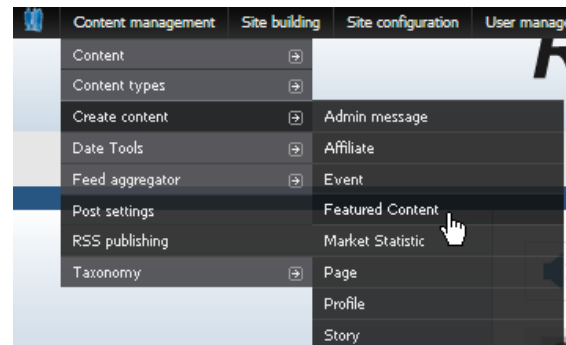 Content management Site building Site configuration User manag
Content
Content types
Create content
Date Tools
Feed aggregator
Post settings
RSS publishing
Taxonomy
Admin message
Affiliate
Event
Featured Content
Market Statistic
Page
Profile
Story
R